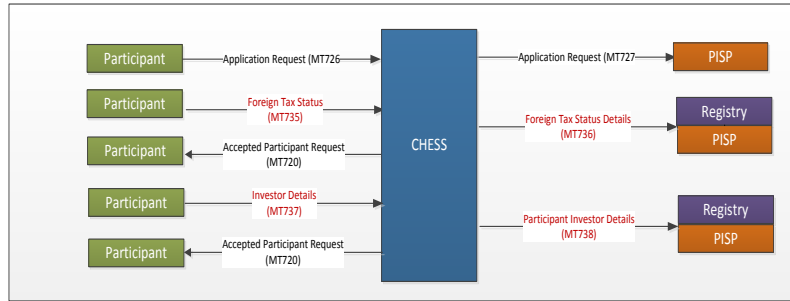 Participant
Application Request (MT726
Application Request (MT727
PISP
Participant
Foreign Tax Status
(MT735)
CHESS
Foreign Tax Status Details
(MT736)
Registry
PISP
Participant
Accepted Participant Request
(MT720)
Participant
Investor Details
(MT737)
Participant Investor Details
(MT738)
Registry
PISP
Participant
Accepted Participant Request
(MT720)